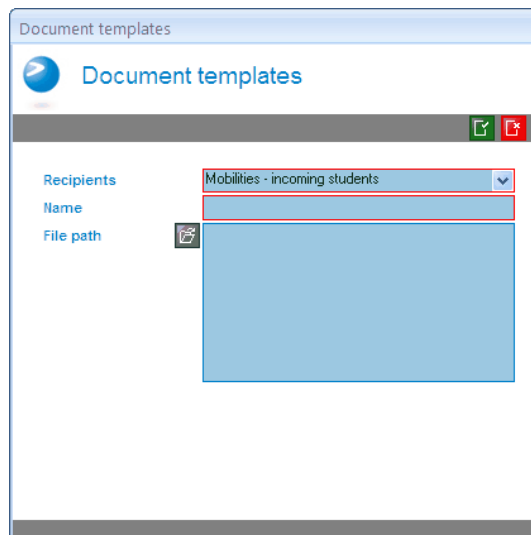 Document templates
Document templates
Recipients
Mobilities - incoming students
Name
File path